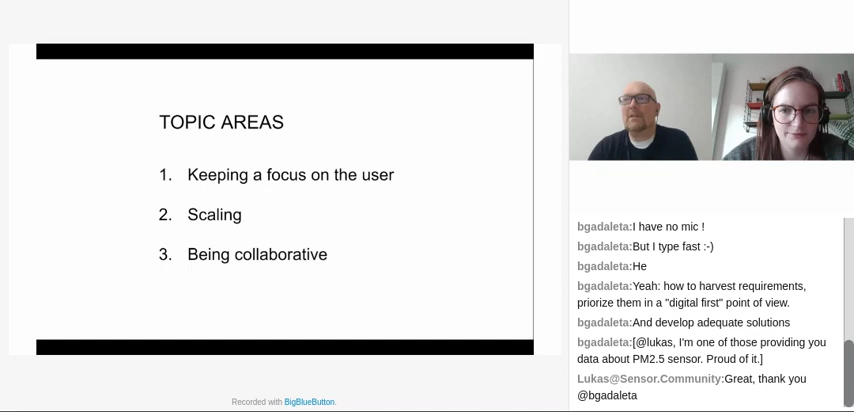 TOPIC AREAS
1. Keeping a focus on the user
2. Scaling
3. Being collaborative
Recorded with BigBlueButton.
bgadaleta:I have no mic !
bgadaleta:But I type fast :-)
bgadaleta:He
bgadaleta:Yeah: how to harvest requirements,
priorize them in a "digital first" point of view.
bgadaleta:And develop adequate solutions
bgadaleta:[@lukas, I'm one of those providing you
data about PM2.5 sensor. Proud of it.]
Lukas@Sensor.Community:Great, thank you
@bgadaleta